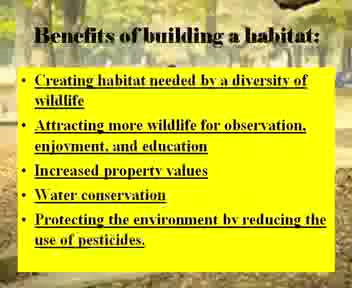 Benefits of building a habitat:
• Creating habitat needed by a diversity of
wildlife
• Attracting more wildlife for observation,
enjoyment, and education
• Increased property values
• Water conservation
• Protecting the environment by reducing the
use of pesticides.